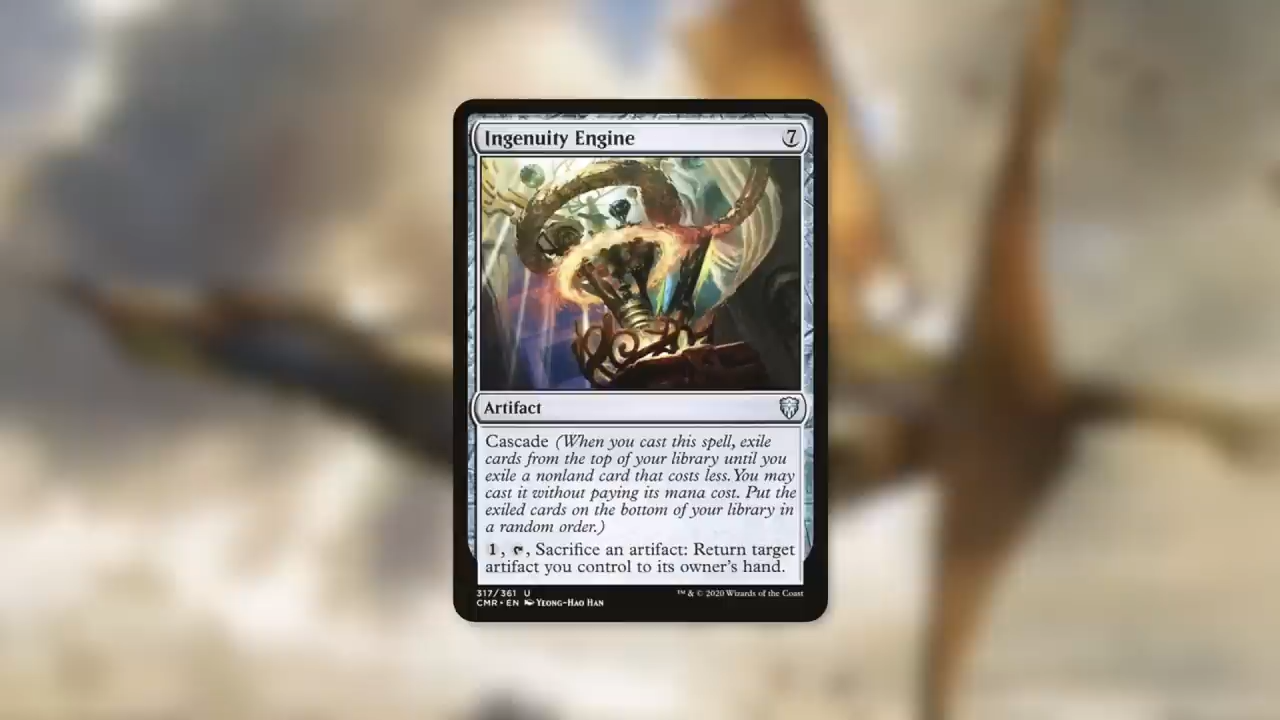 Ingenuity Engine 7
Artifact
Cascade (When you cast this spell, exile
cards from the top of your library until you
exile a nonland card that costs less. You may
cast it without paying its mana cost. Put the
exiled cards on the bottom of your library in
a random order.)
1, , Sacrifice an artifact: Return target
artifact you control to its owner's hand.
317/361 U
CMR • EN Yeong-Hao Han
™ & © 2020 Wizards of the Coast